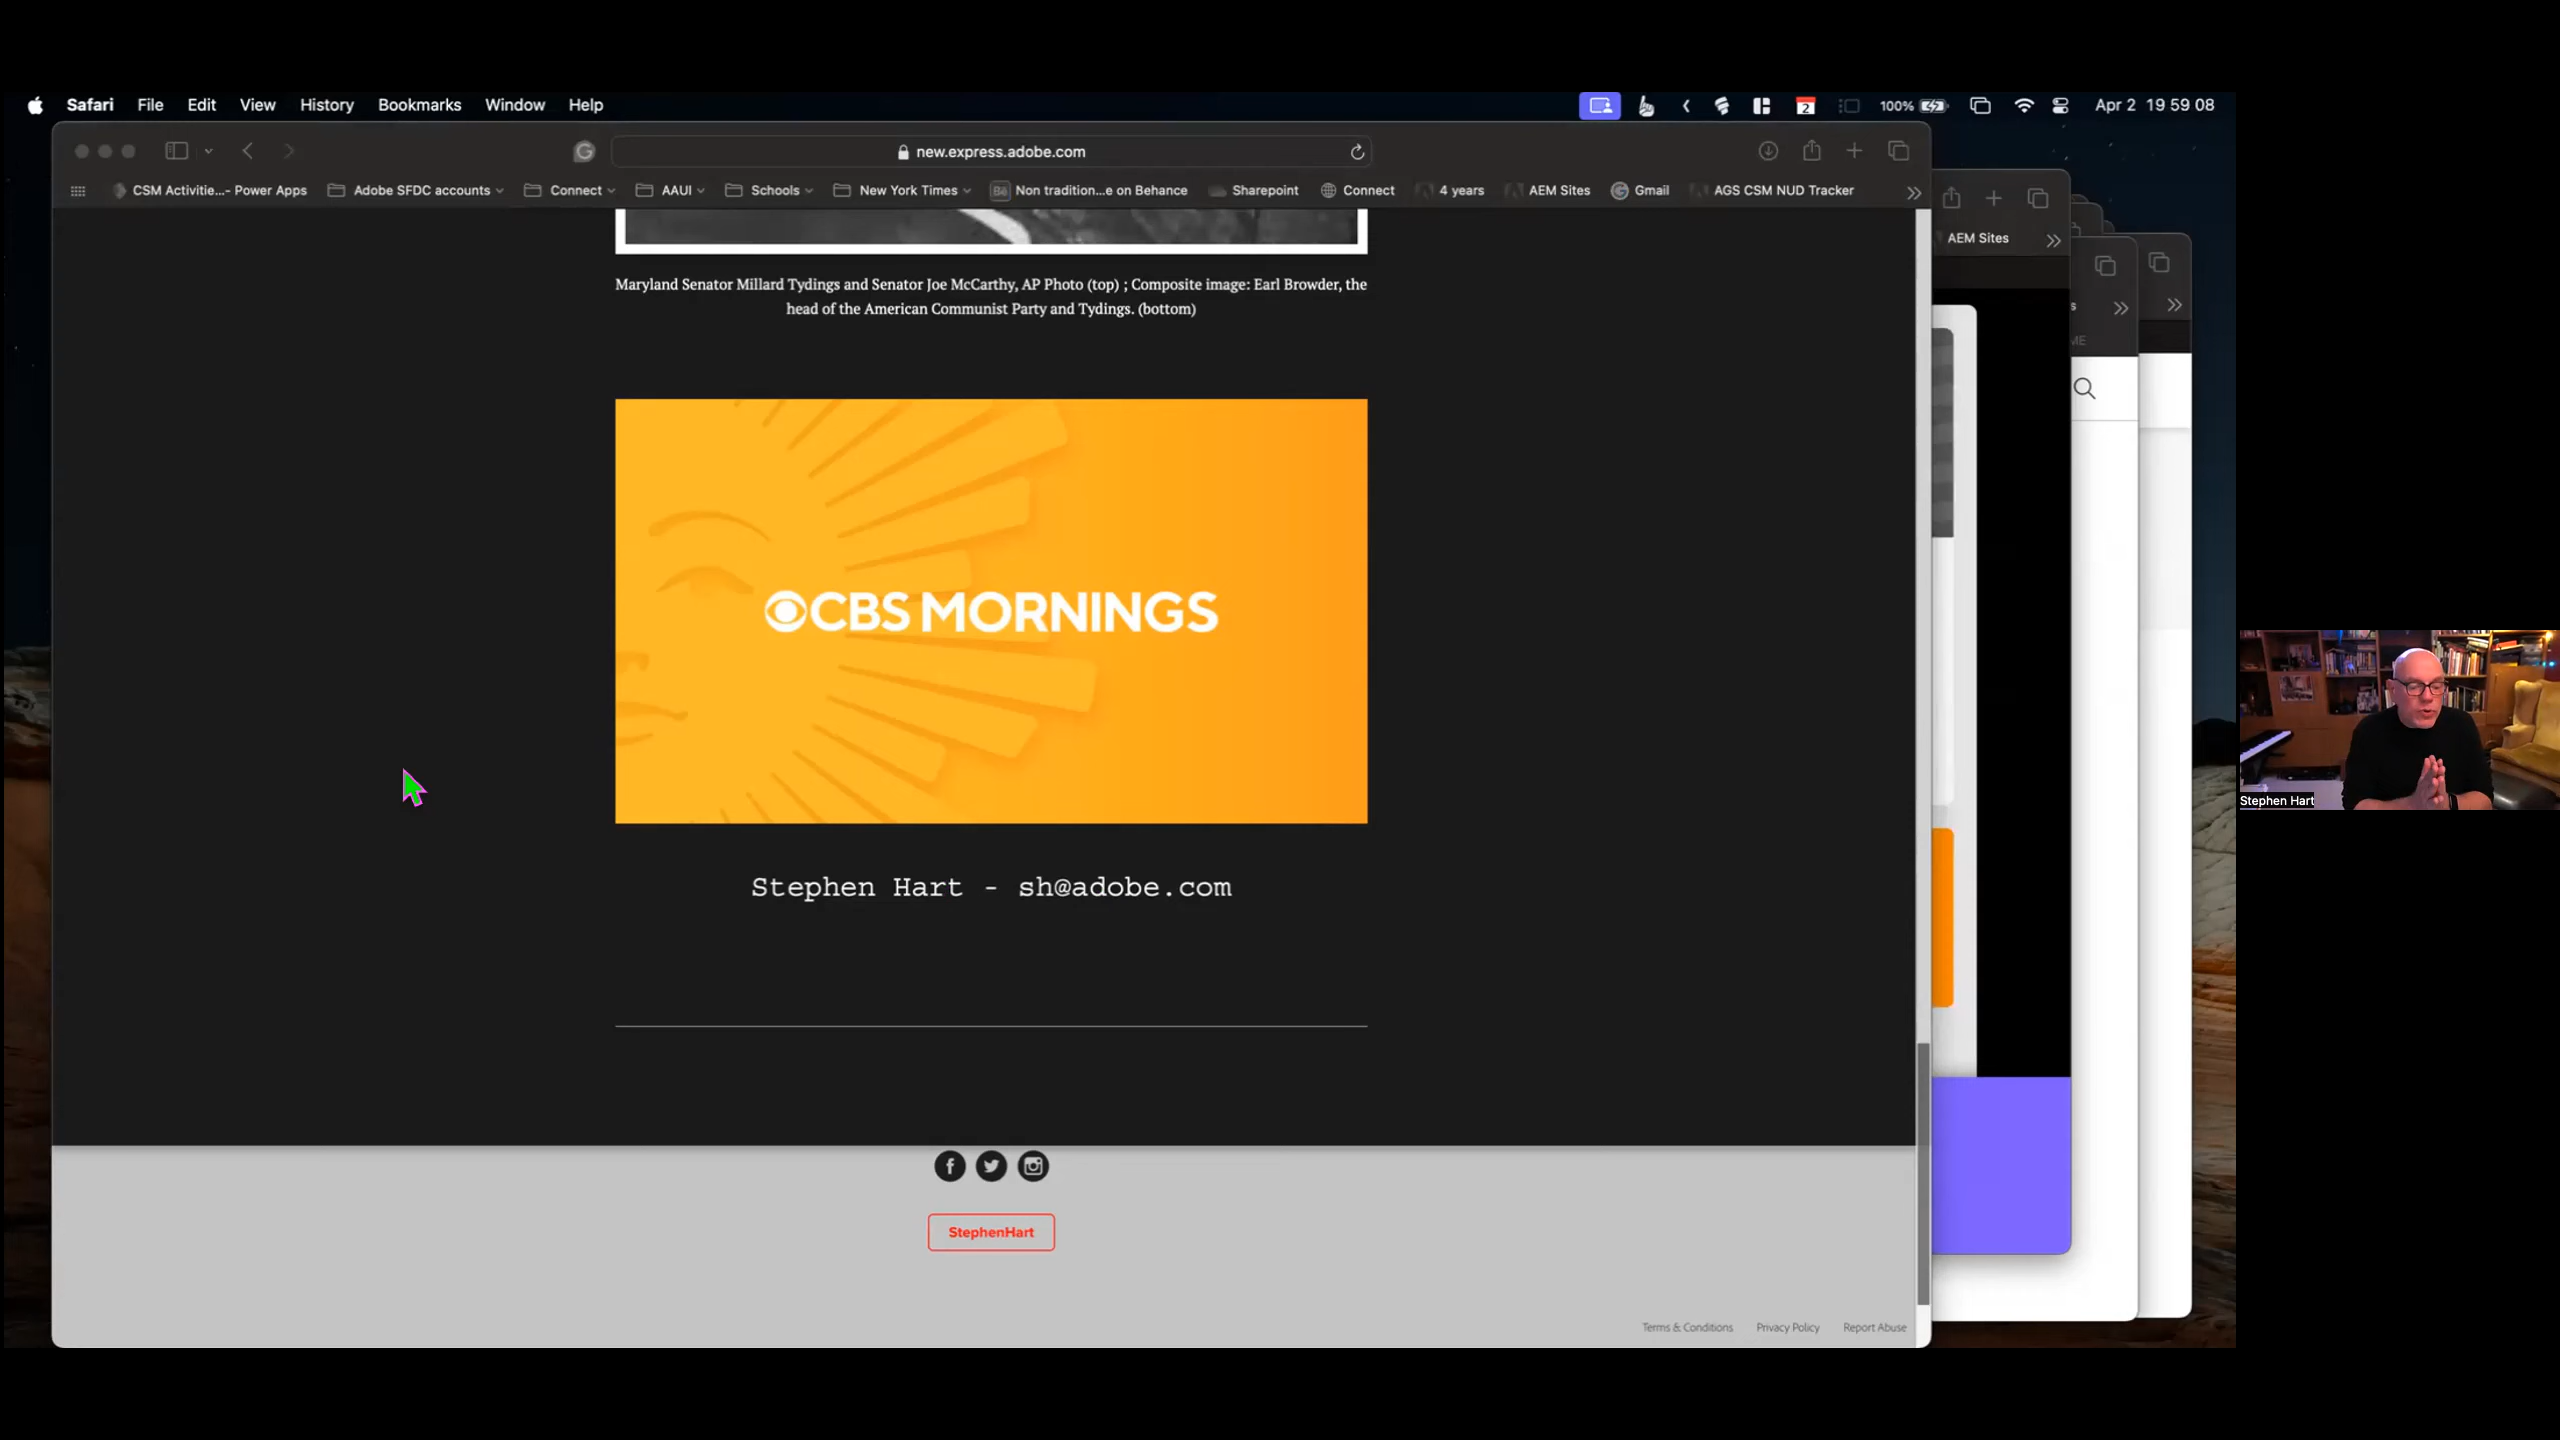 Safari File Edit View History Bookmarks Window Help
2 100% Apr 2 19 59 08
new.express.adobe.com
CSM Activitie...- Power Apps Adobe SFDC accounts Connect AAUI Schools New York Times Bē Non tradition...e on Behance Sharepoint Connect 4 years AEM Sites Gmail AGS CSM NUD Tracker
AEM Sites
s
ME
Maryland Senator Millard Tydings and Senator Joe McCarthy, AP Photo (top) ; Composite image: Earl Browder, the
head of the American Communist Party and Tydings. (bottom)
CBS MORNINGS
Stephen Hart
Stephen Hart - sh@adobe.com
StephenHart
Terms & Conditions Privacy Policy Report Abuse